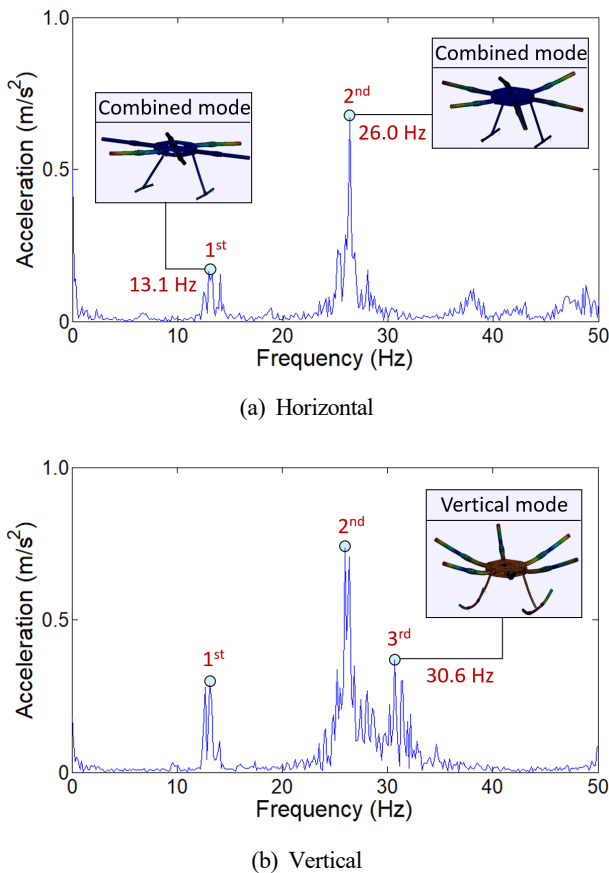 1.0
Combined mode
2nd
26.0 Hz
Combined mode
0.5
1st
13.1 Hz
Acceleration (m/s2)
0
0 10 20 30 40 50
Frequency (Hz)
(a) Horizontal
1.0
Vertical mode
2nd
0.5
3rd
30.6 Hz
1st
Acceleration (m/s2)
0
0 10 20 30 40 50
Frequency (Hz)
(b) Vertical